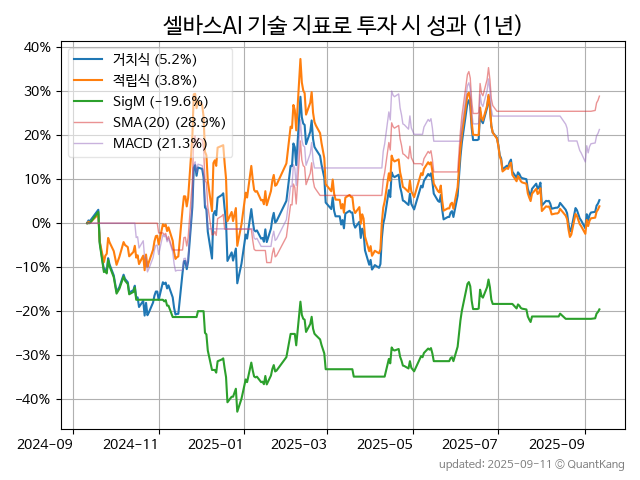 셀바스AI 기술 지표로 투자 시 성과 (1년)
40%
30%
20%
10%
0%
−10%
−20%
−30%
−40%
거치식 (5.2%)
적립식 (3.8%)
SigM (−19.6%)
SMA(20) (28.9%)
MACD (21.3%)
2024-09
2024-11
2025-01
2025-03
2025-05
2025-07
2025-09
updated: 2025-09-11 © QuantKang